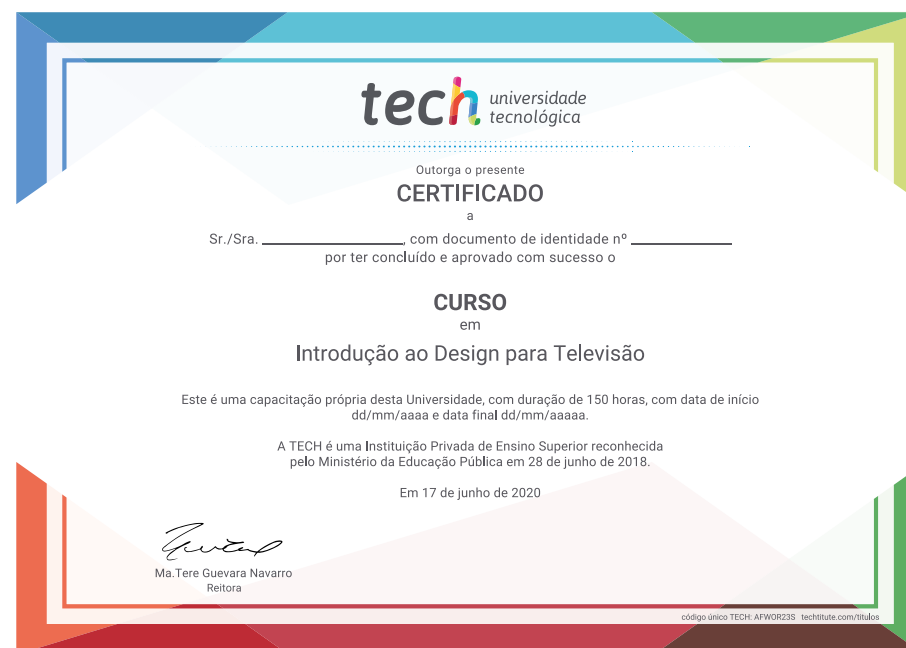 tech universidade
tecnológica
Outorga o presente
CERTIFICADO
a
Sr./Sra. ____________________, com documento de identidade nº ______________
por ter concluído e aprovado com sucesso o
CURSO
em
Introdução ao Design para Televisão
Este é uma capacitação própria desta Universidade, com duração de 150 horas, com data de início
dd/mm/aaaa e data final dd/mm/aaaaa.
A TECH é uma Instituição Privada de Ensino Superior reconhecida
pelo Ministério da Educação Pública em 28 de junho de 2018.
Em 17 de junho de 2020
Ma.Tere Guevara Navarro
Reitora
código único TECH: AFWOR23S techtitute.com/titulos